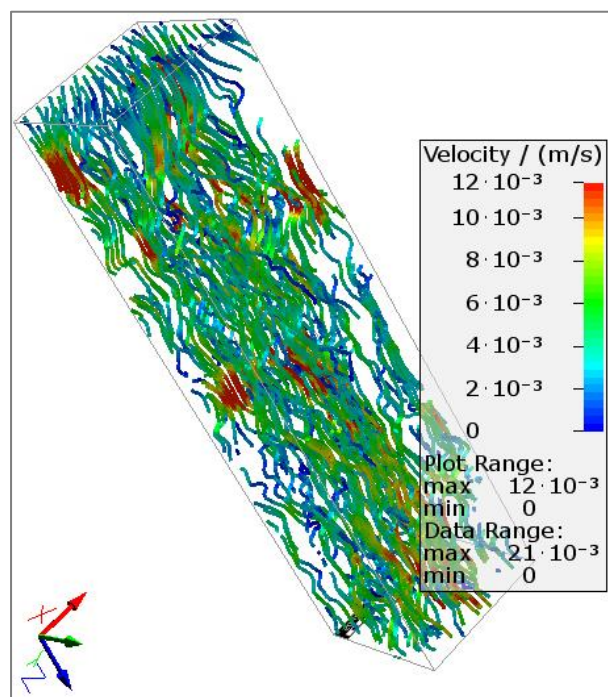 Velocity / (m/s)
12·10⁻³
10·10⁻³
8·10⁻³
6·10⁻³
4·10⁻³
2·10⁻³
0
Plot Range:
max 12·10⁻³
min 0
Data Range:
max 21·10⁻³
min 0
X
Y
Z